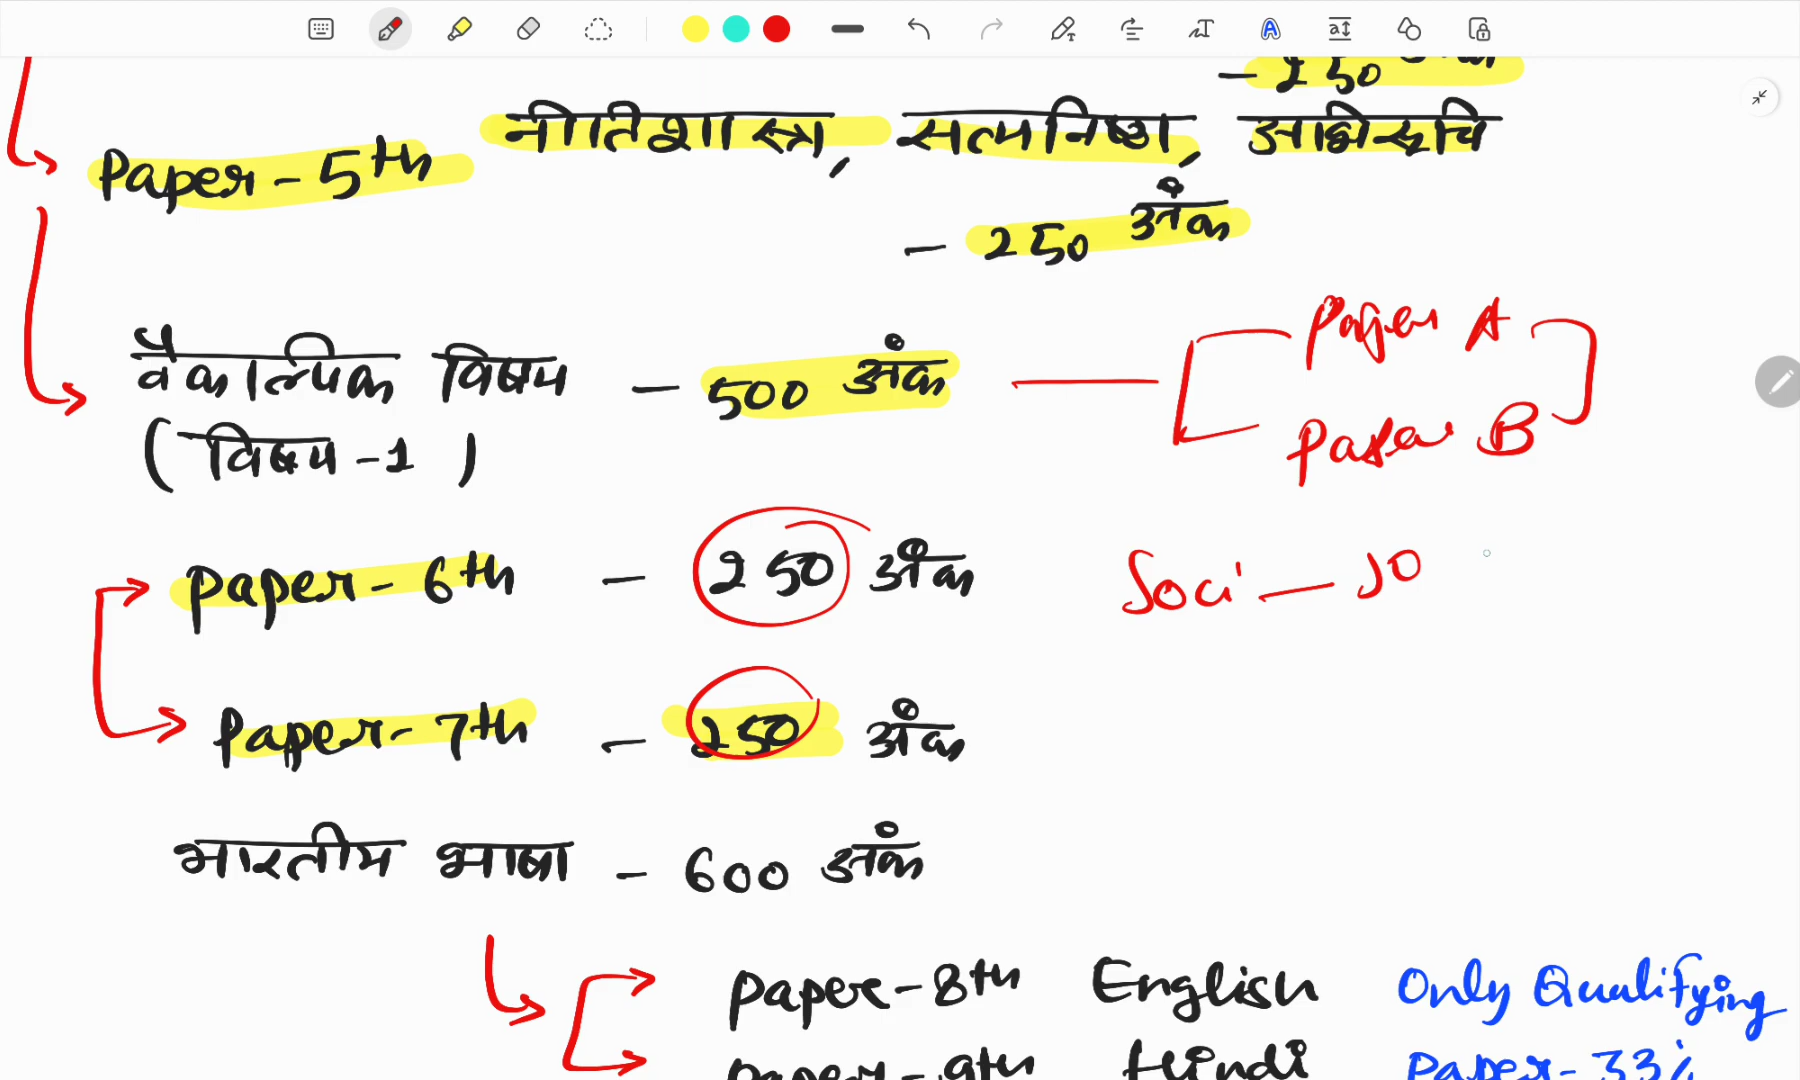 - 250
Paper - 5th नीतिशास्त्र, सत्यनिष्ठा, अभिरूचि
- 250 अंक
वैकल्पिक विषय - 500 अंक Paper A
(विषय -1) Paper B
Paper - 6th - 250 अंक Soci -
Paper - 7th - 250 अंक
भारतीय भाषा - 600 अंक
Paper - 8th English Only Qualifying
Paper - 9th Hindi Paper - 33%